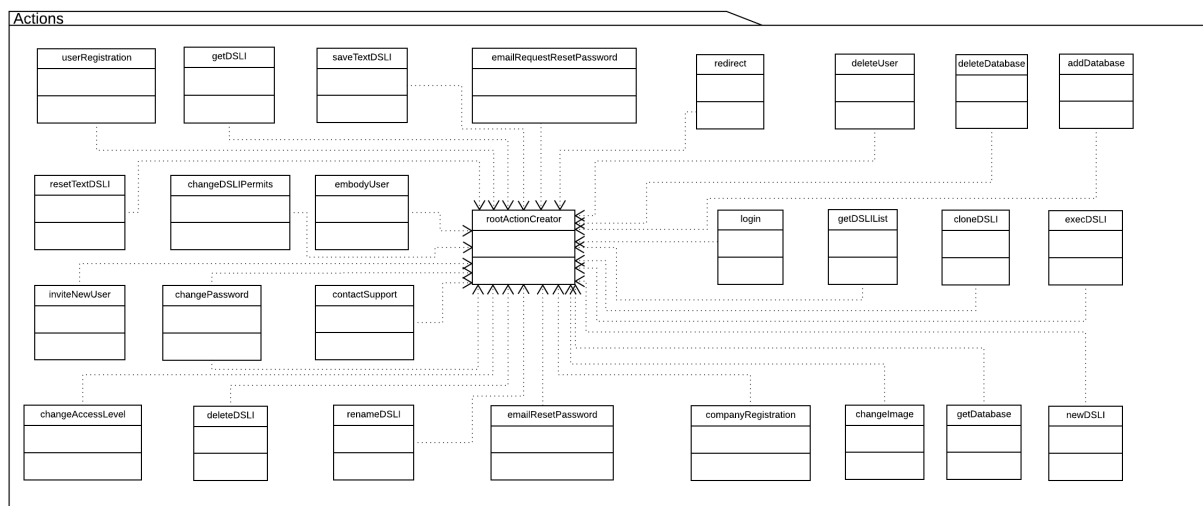 Actions
userRegistration
getDSLI
saveTextDSLI
emailRequestResetPassword
redirect
deleteUser
deleteDatabase
addDatabase
resetTextDSLI
changeDSLIPermits
embodyUser
rootActionCreator
login
getDSLIList
cloneDSLI
execDSLI
inviteNewUser
changePassword
contactSupport
changeAccessLevel
deleteDSLI
renameDSLI
emailResetPassword
companyRegistration
changeImage
getDatabase
newDSLI